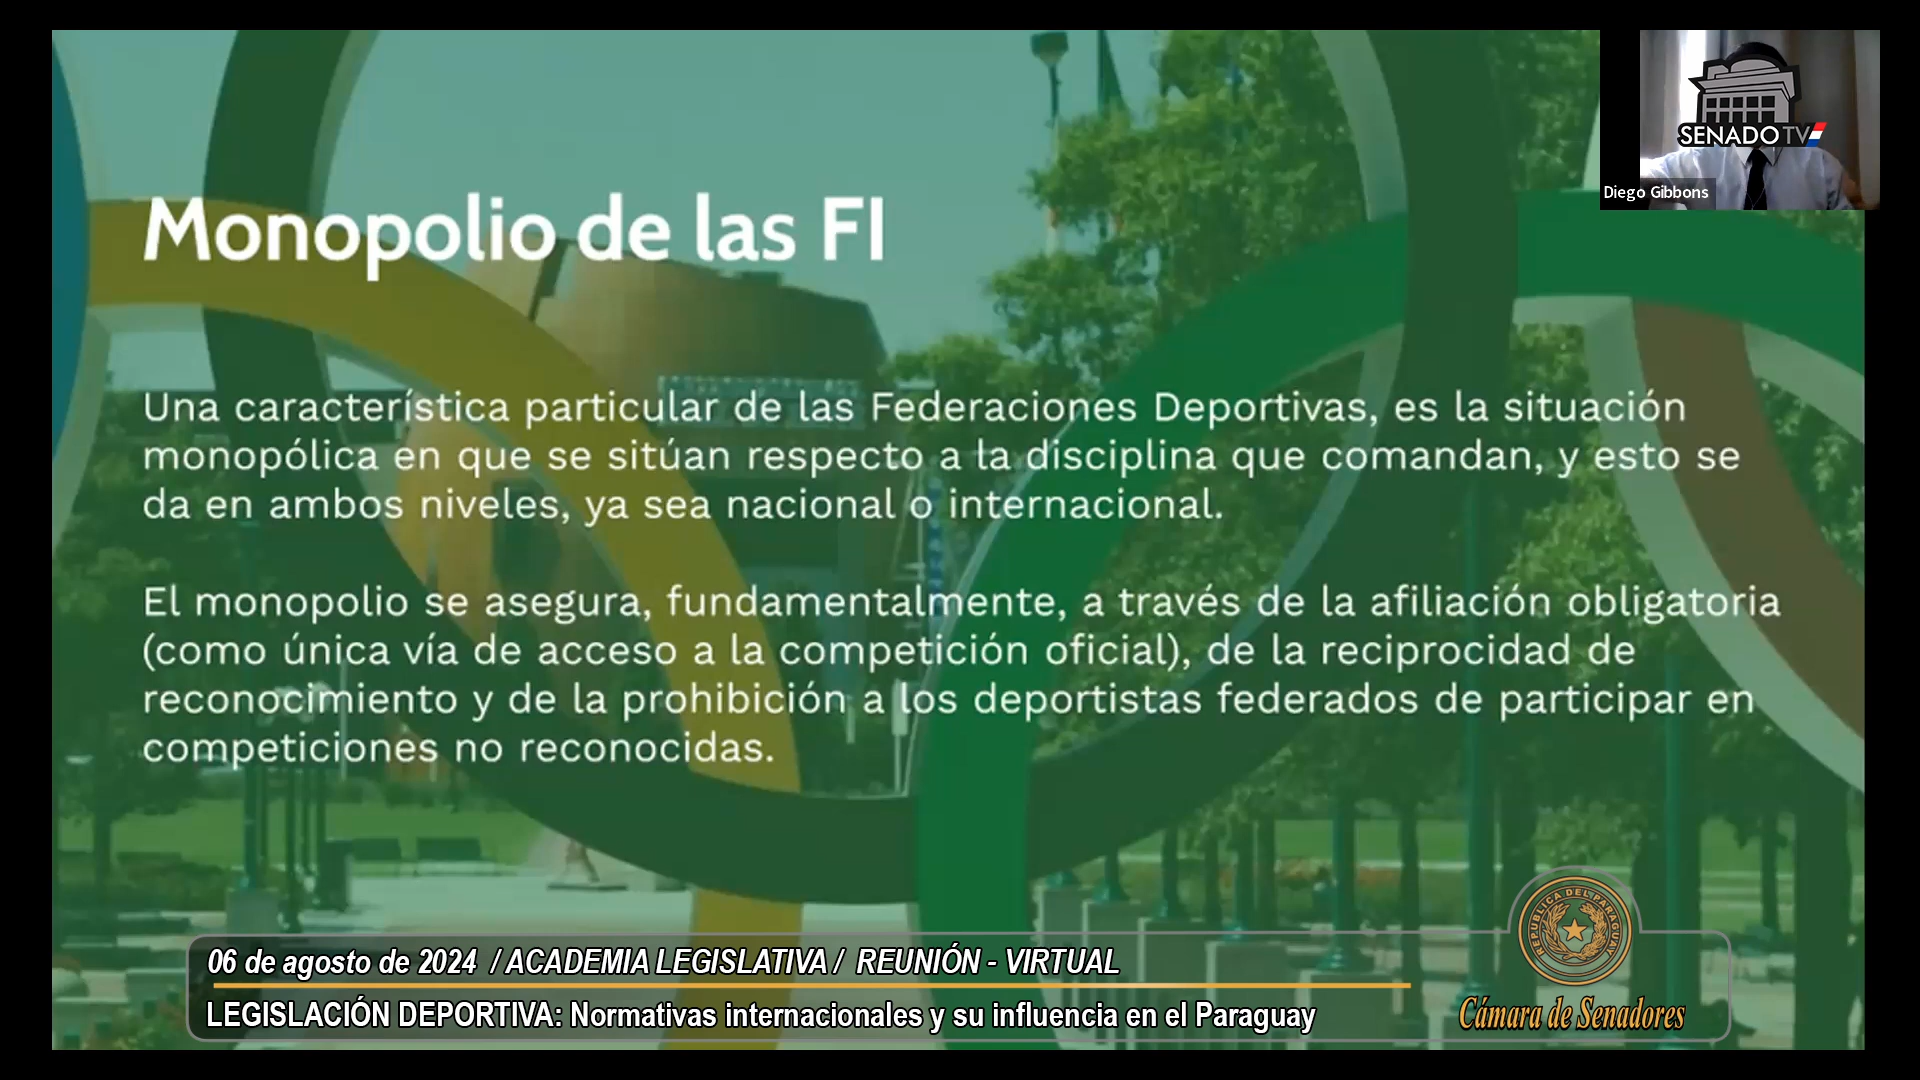 SENADO TV
Diego Gibbons
Monopolio de las FI
Una característica particular de las Federaciones Deportivas, es la situación
monopólica en que se sitúan respecto a la disciplina que comandan, y esto se
da en ambos niveles, ya sea nacional o internacional.
El monopolio se asegura, fundamentalmente, a través de la afiliación obligatoria
(como única vía de acceso a la competición oficial), de la reciprocidad de
reconocimiento y de la prohibición a los deportistas federados de participar en
competiciones no reconocidas.
06 de agosto de 2024 / ACADEMIA LEGISLATIVA / REUNIÓN - VIRTUAL
LEGISLACIÓN DEPORTIVA: Normativas internacionales y su influencia en el Paraguay
REPUBLICA DEL PARAGUAY
Cámara de Senadores